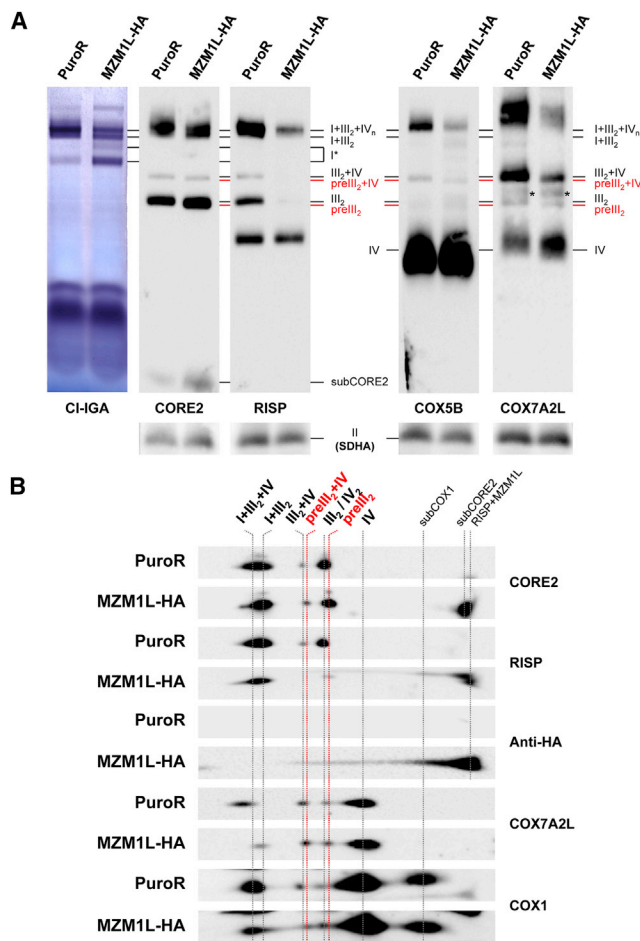 A
PuroR
MZM1L-HA
PuroR
MZM1L-HA
PuroR
MZM1L-HA
PuroR
MZM1L-HA
PuroR
MZM1L-HA
I+III₂+IVₙ
I+III₂
I*
III₂+IV
preIII₂+IV
III₂
preIII₂
IV
subCORE2
I+III₂+IVₙ
I+III₂
III₂+IV
preIII₂+IV
* *
III₂
preIII₂
IV
CI-IGA
CORE2
RISP
COX5B
COX7A2L
II
(SDHA)
B
I+III₂+IV
I+III₂
III₂+IV
preIII₂+IV
III₂ / IV₂
preIII₂
IV
subCOX1
subCORE2
RISP+MZM1L
PuroR
CORE2
MZM1L-HA
PuroR
RISP
MZM1L-HA
PuroR
Anti-HA
MZM1L-HA
PuroR
COX7A2L
MZM1L-HA
PuroR
COX1
MZM1L-HA